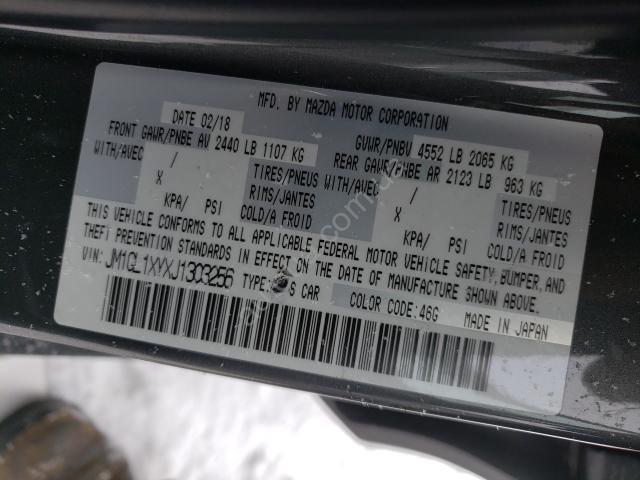 MFD. BY MAZDA MOTOR CORPORATION
DATE 02/18
GVWR/PNBV 4552 LB 2065 KG
FRONT GAWR/PNBE AV 2440 LB 1107 KG
REAR GAWR/PNBE AR 2123 LB 963 KG
WITH/AVEC / TIRES/PNEUS
WITH/AVEC / TIRES/PNEUS
X RIMS/JANTES
X RIMS/JANTES
KPA/ PSI COLD/A FROID
KPA/ PSI COLD/A FROID
THIS VEHICLE CONFORMS TO ALL APPLICABLE FEDERAL MOTOR VEHICLE SAFETY, BUMPER, AND
THEFT PREVENTION STANDARDS IN EFFECT ON THE DATE OF MANUFACTURE SHOWN ABOVE.
VIN: JM1GL1XYXJ1303256 TYPE: S CAR
COLOR CODE:46G MADE IN JAPAN